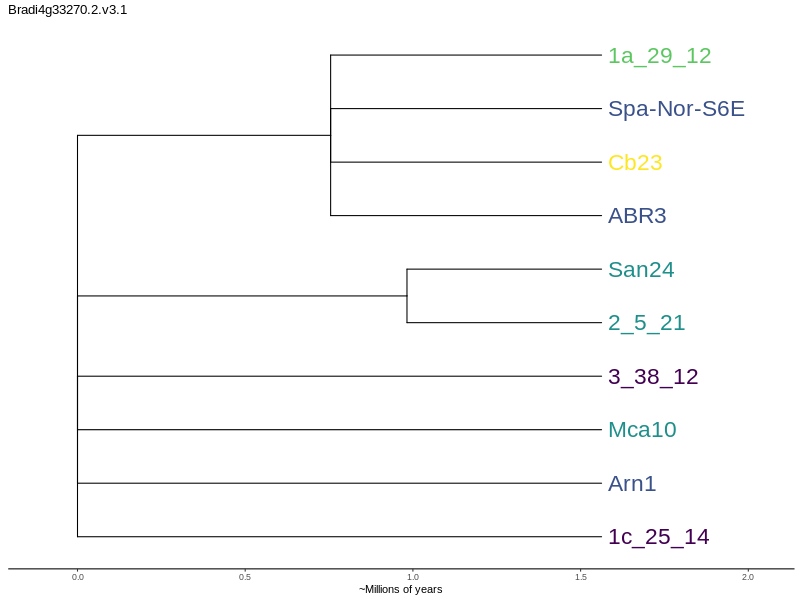 Bradi4g33270.2.v3.1
1a_29_12
Spa-Nor-S6E
Cb23
ABR3
San24
2_5_21
3_38_12
Mca10
Arn1
1c_25_14
0.0 0.5 1.0 1.5 2.0
~Millions of years